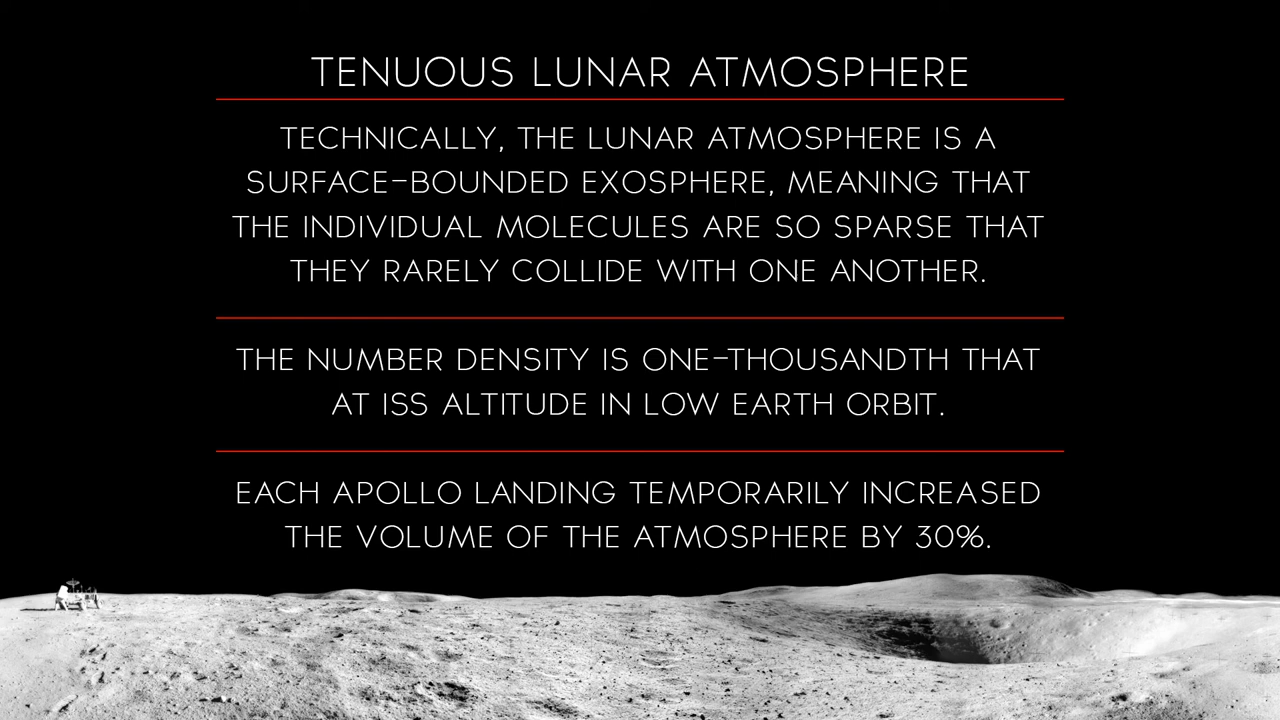 TENUOUS LUNAR ATMOSPHERE
TECHNICALLY, THE LUNAR ATMOSPHERE IS A
SURFACE-BOUNDED EXOSPHERE, MEANING THAT
THE INDIVIDUAL MOLECULES ARE SO SPARSE THAT
THEY RARELY COLLIDE WITH ONE ANOTHER.
THE NUMBER DENSITY IS ONE-THOUSANDTH THAT
AT ISS ALTITUDE IN LOW EARTH ORBIT.
EACH APOLLO LANDING TEMPORARILY INCREASED
THE VOLUME OF THE ATMOSPHERE BY 30%.